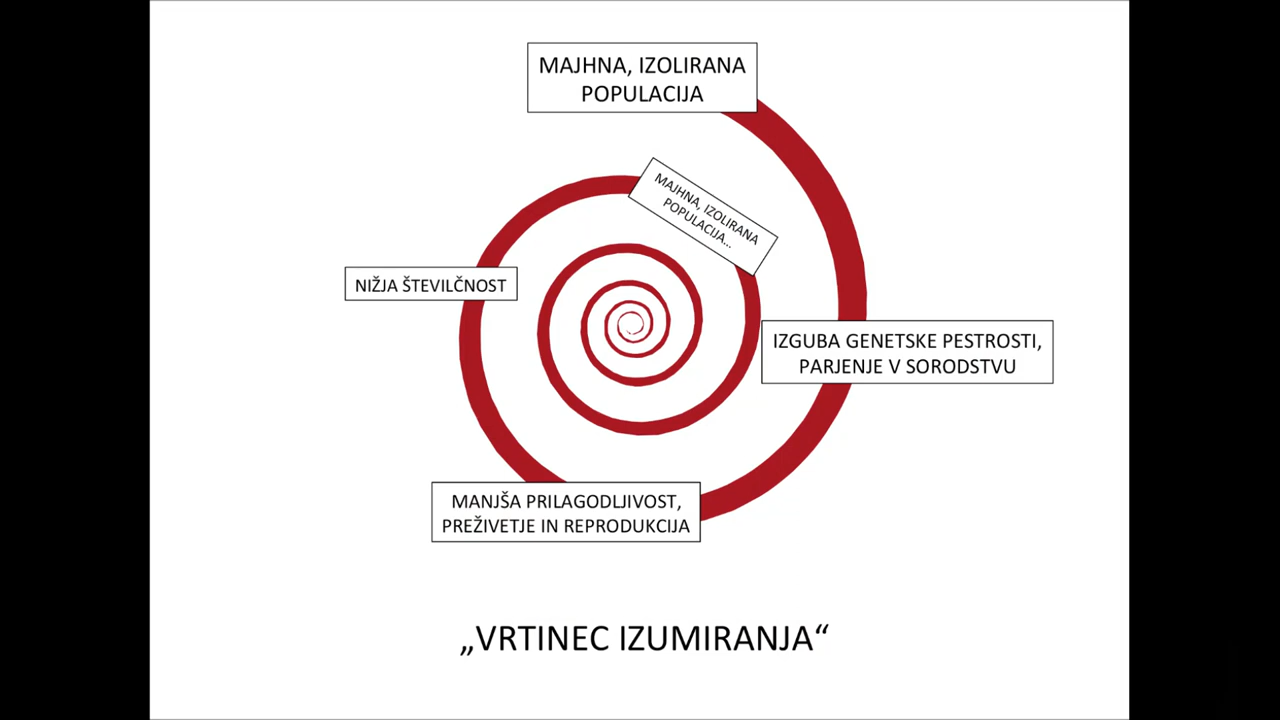 MAJHNA, IZOLIRANA
POPULACIJA
MAJHNA, IZOLIRANA
POPULACIJA...
NIŽJA ŠTEVILČNOST
IZGUBA GENETSKE PESTROSTI,
PARJENJE V SORODSTVU
MANJŠA PRILAGODLJIVOST,
PREŽIVETJE IN REPRODUKCIJA
„VRTINEC IZUMIRANJA“